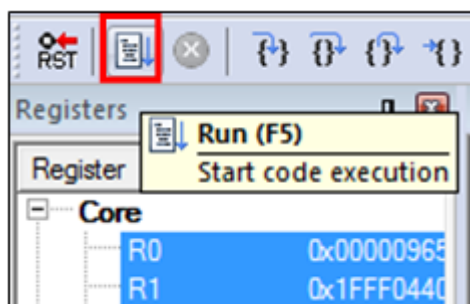 RST
Registers
Run (F5)
Register
Start code execution
Core
R0 0x00000965
R1 0x1FFF0440